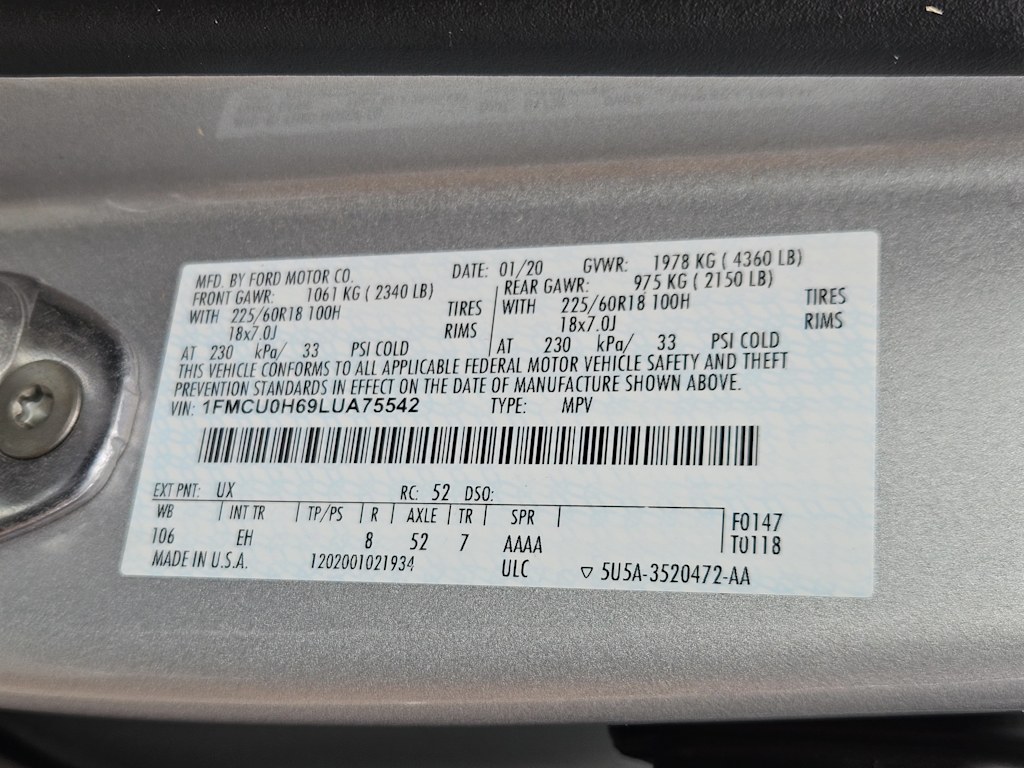 MFD. BY FORD MOTOR CO. DATE: 01/20 GVWR: 1978 KG ( 4360 LB)
FRONT GAWR: 1061 KG ( 2340 LB) REAR GAWR: 975 KG ( 2150 LB)
WITH 225/60R18 100H TIRES WITH 225/60R18 100H TIRES
18x7.0J RIMS 18x7.0J RIMS
AT 230 kPa/ 33 PSI COLD AT 230 kPa/ 33 PSI COLD
THIS VEHICLE CONFORMS TO ALL APPLICABLE FEDERAL MOTOR VEHICLE SAFETY AND THEFT
PREVENTION STANDARDS IN EFFECT ON THE DATE OF MANUFACTURE SHOWN ABOVE.
VIN: 1FMCU0H69LUA75542 TYPE: MPV
EXT PNT: UX RC: 52 DSO:
WB INT TR TP/PS R AXLE TR SPR F0147
106 EH 8 52 7 AAAA T0118
MADE IN U.S.A. 1202001021934 ULC ▽ 5U5A-3520472-AA